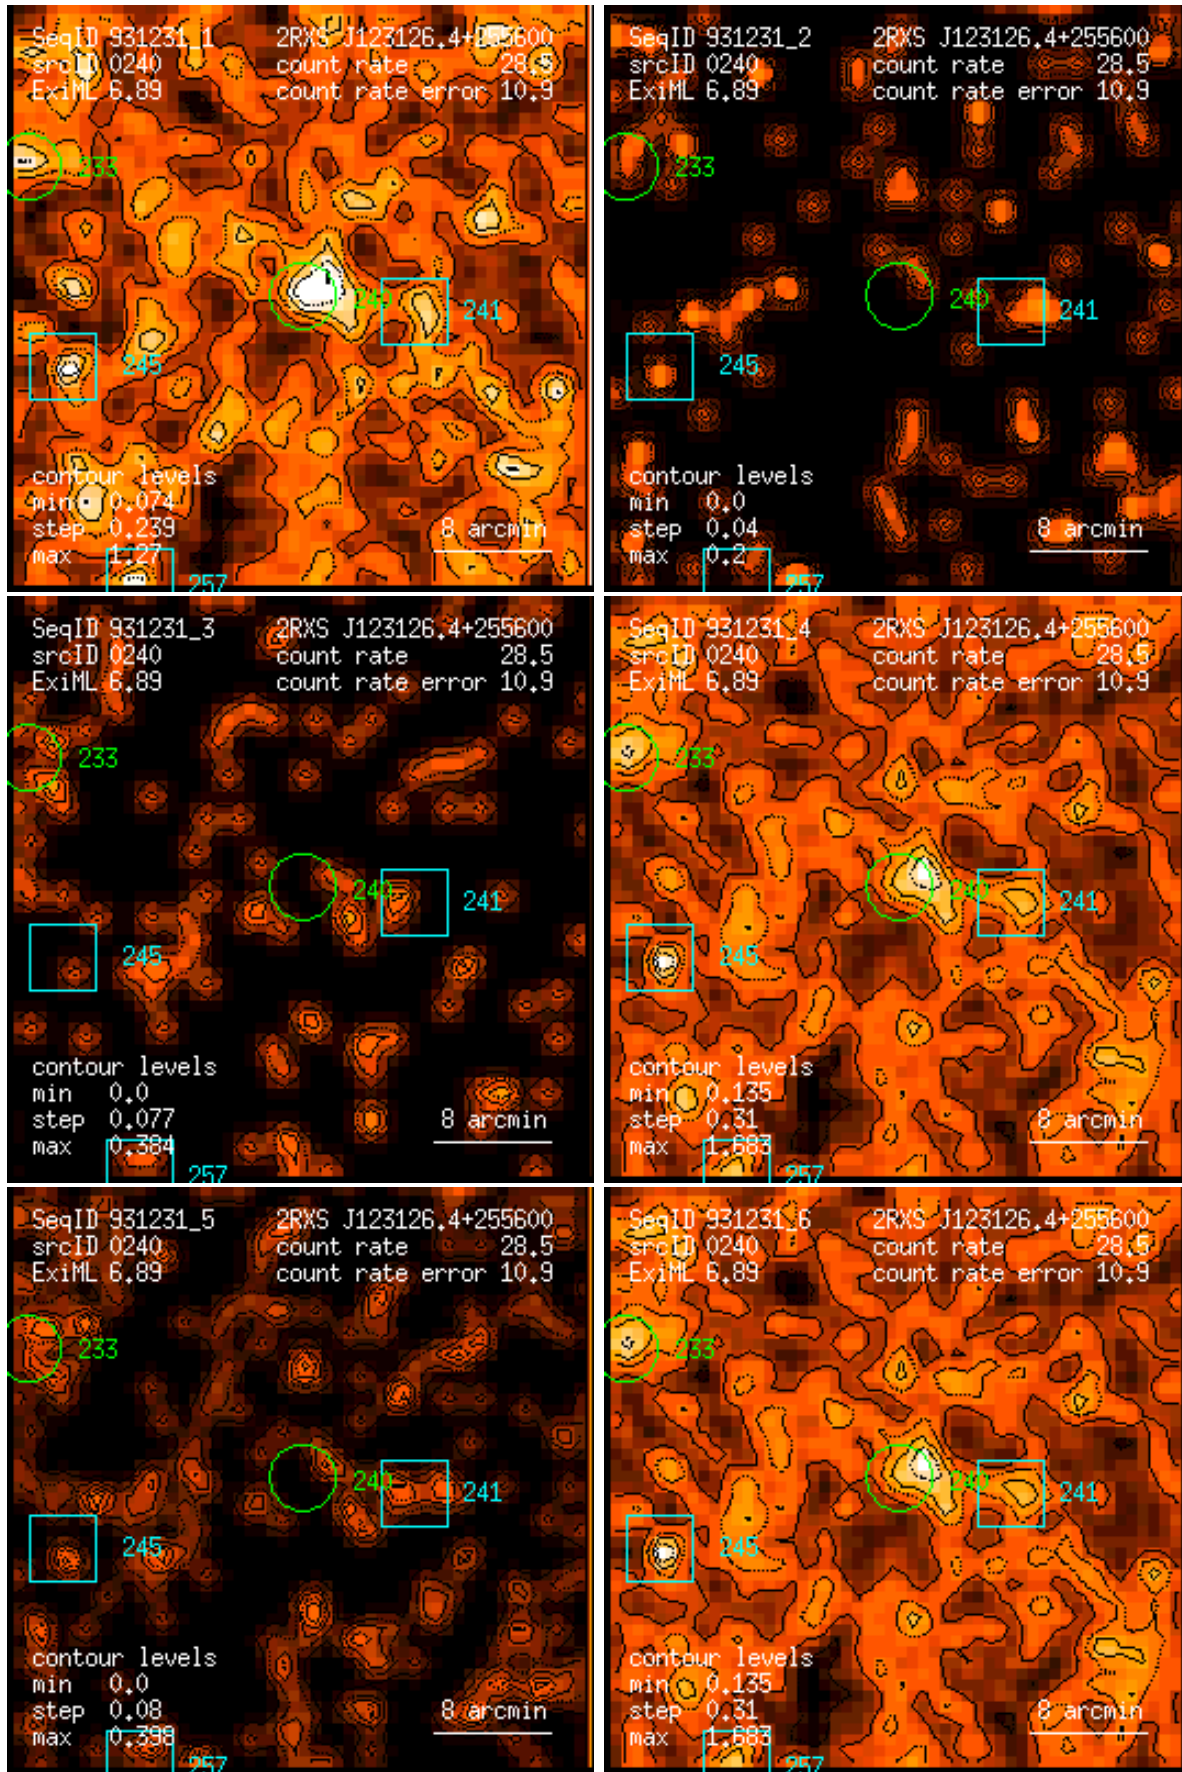 SeqID 931231_1 2RXS J123126.4+255600
srcID 0240 count rate 28.5
ExiML 6.89 count rate error 10.9
233
240
241
245
contour levels
min 0.074
step 0.239
max 1.27
8 arcmin
257
SeqID 931231_2 2RXS J123126.4+255600
srcID 0240 count rate 28.5
ExiML 6.89 count rate error 10.9
233
240
241
245
contour levels
min 0.0
step 0.04
max 0.2
8 arcmin
257
SeqID 931231_3 2RXS J123126.4+255600
srcID 0240 count rate 28.5
ExiML 6.89 count rate error 10.9
233
240
241
245
contour levels
min 0.0
step 0.077
max 0.384
8 arcmin
257
SeqID 931231_4 2RXS J123126.4+255600
srcID 0240 count rate 28.5
ExiML 6.89 count rate error 10.9
233
240
241
245
contour levels
min 0.135
step 0.31
max 1.683
8 arcmin
257
SeqID 931231_5 2RXS J123126.4+255600
srcID 0240 count rate 28.5
ExiML 6.89 count rate error 10.9
233
240
241
245
contour levels
min 0.0
step 0.08
max 0.398
8 arcmin
257
SeqID 931231_6 2RXS J123126.4+255600
srcID 0240 count rate 28.5
ExiML 6.89 count rate error 10.9
233
240
241
245
contour levels
min 0.135
step 0.31
max 1.683
8 arcmin
257